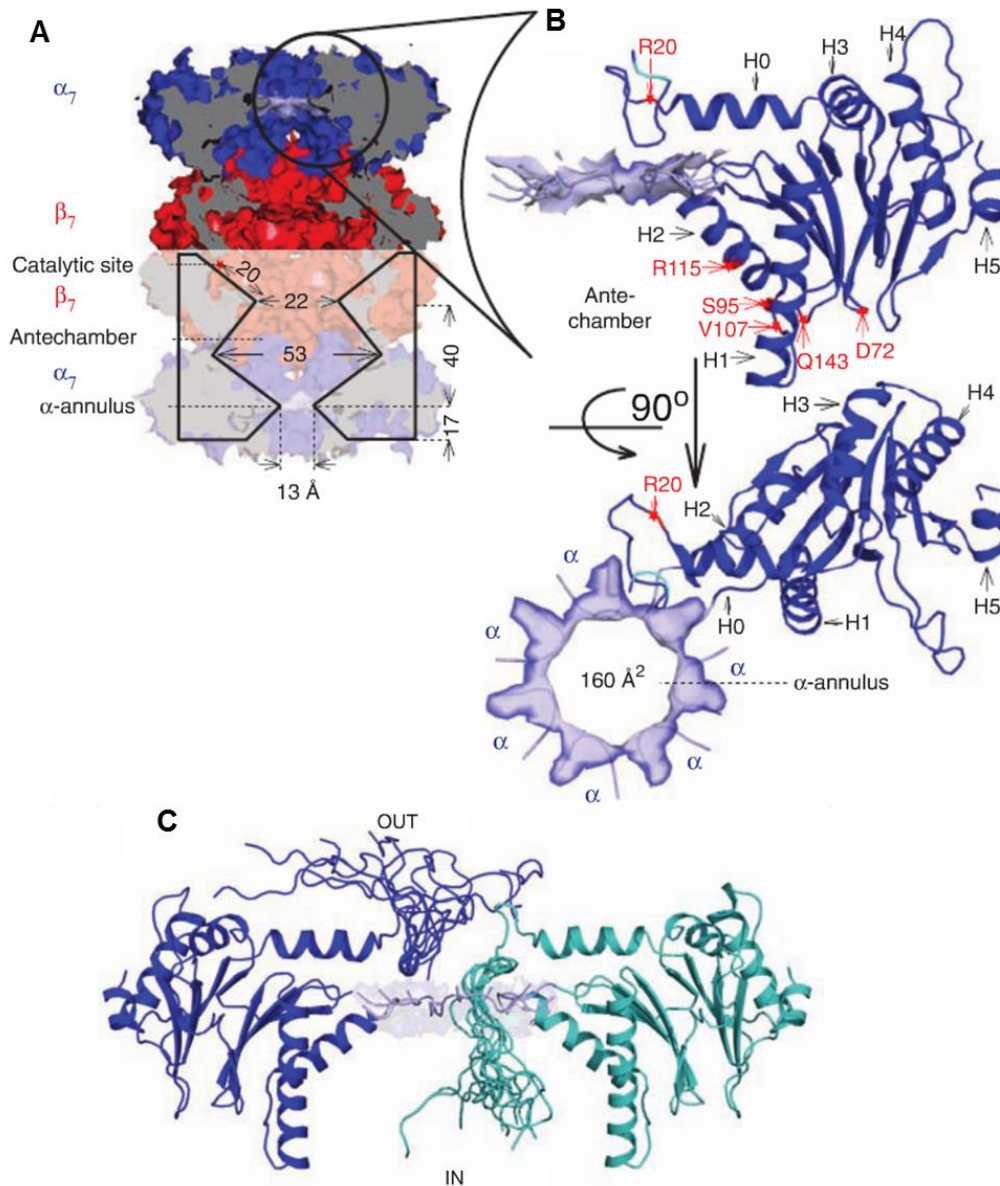 A
α7
β7
Catalytic site
β7
Antechamber
α7
α-annulus
20
22
53
40
17
13 Å
B
R20
H0
H3
H4
H5
H2
R115
S95
V107
H1
Q143
D72
Ante-
chamber
90º
H3
H4
R20
H2
H5
H0
H1
α
α
α
α
α
α
160 Å²
α-annulus
C
OUT
IN